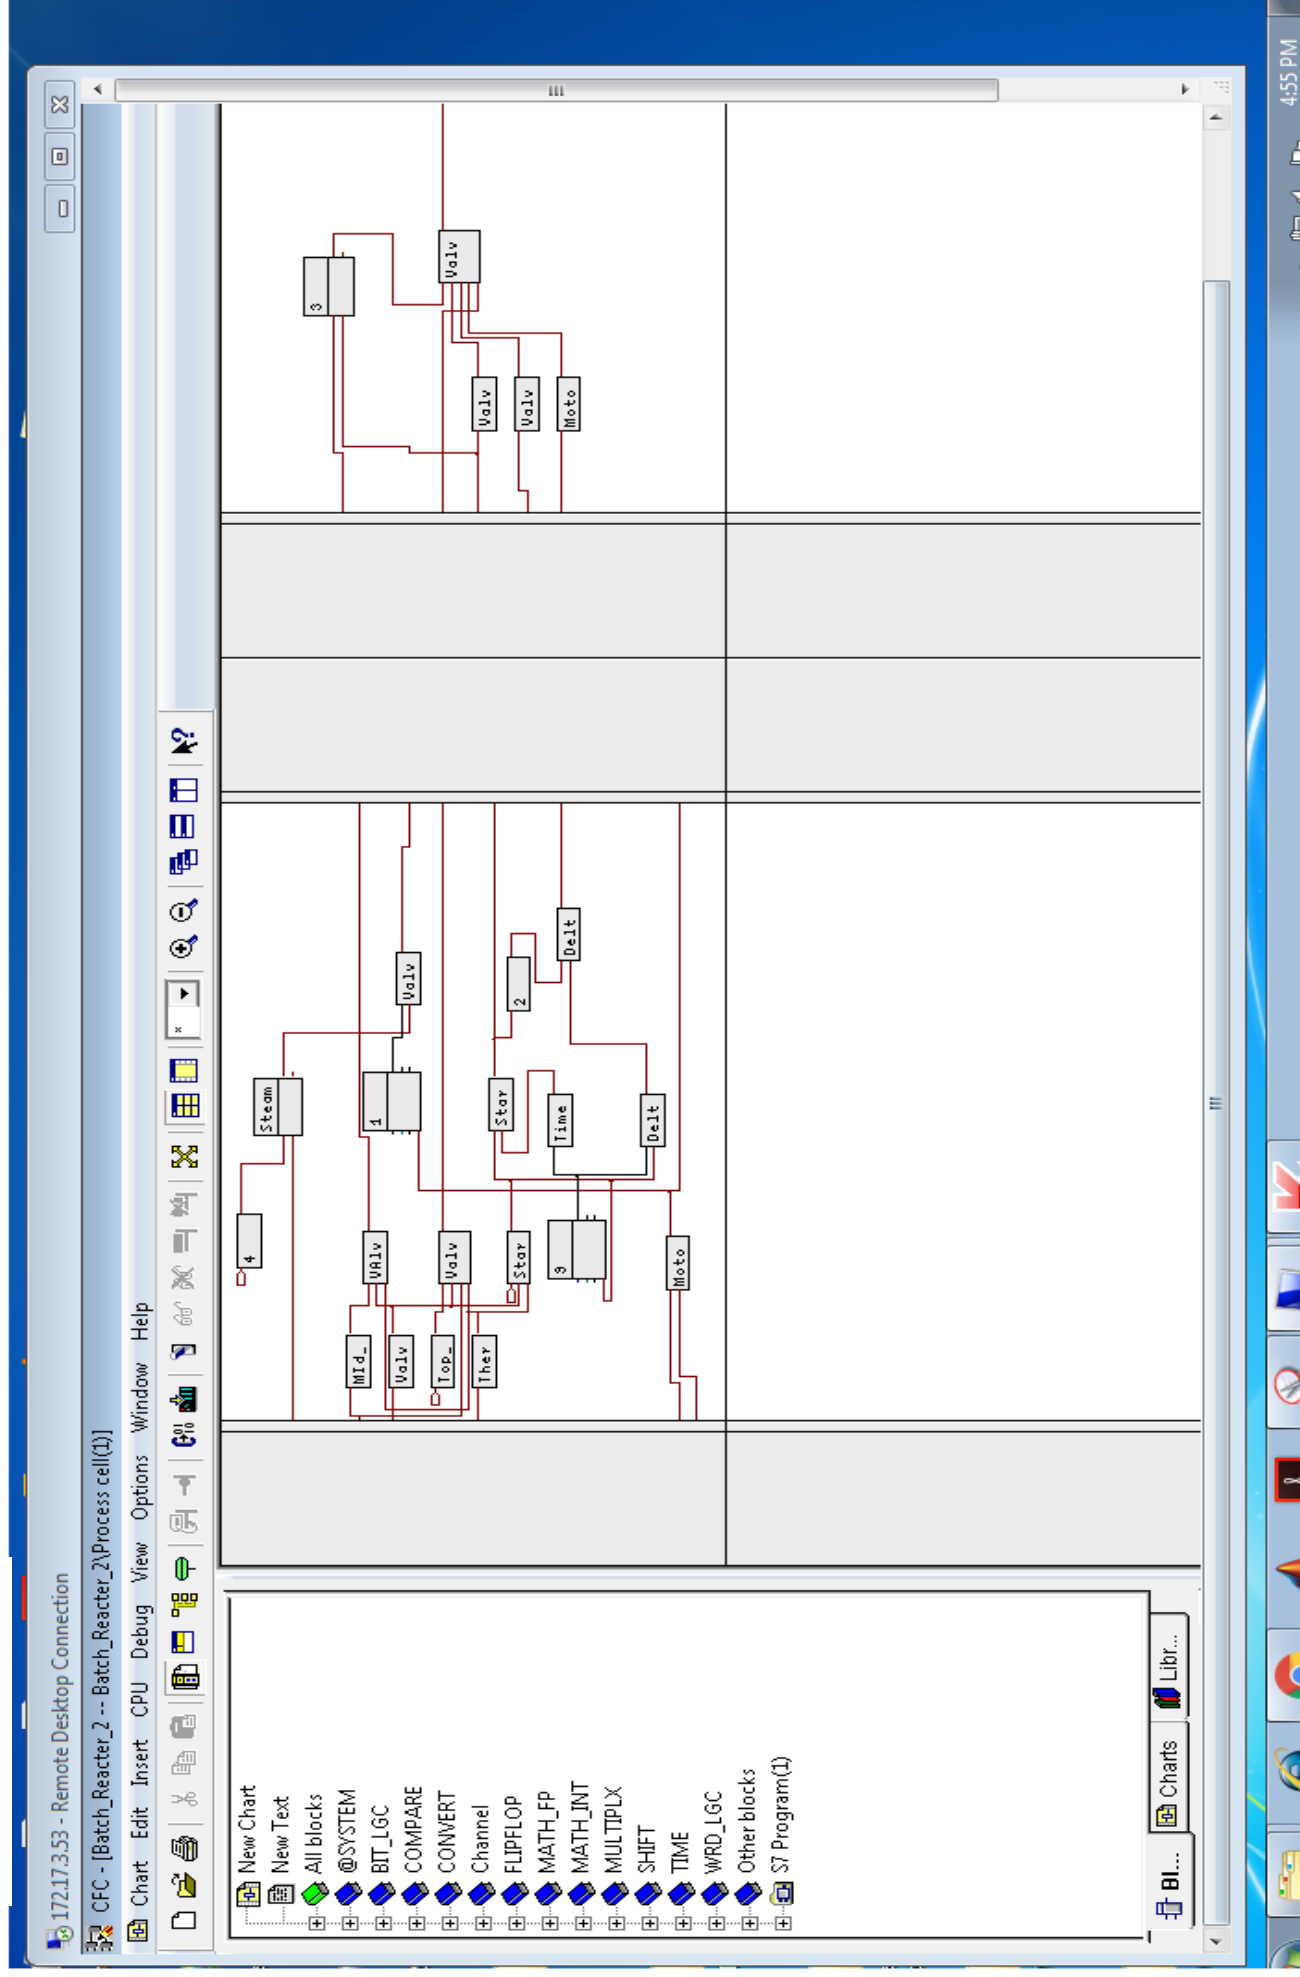 172.17.3.53 - Remote Desktop Connection
CFC - [Batch_Reacter_2 -- Batch_Reacter_2\Process cell(1)]
Chart Edit Insert CPU Debug View Options Window Help
New Chart
New Text
All blocks
@SYSTEM
BIT_LGC
COMPARE
CONVERT
Channel
FLIPFLOP
MATH_FP
MATH_INT
MULTIPLX
SHIFT
TIME
WRD_LGC
Other blocks
S7 Program(1)
Bl...
Charts
Libr...
4
Steam
3
VAlv
1
Valv
MId_
Valv
Valv
Valv
Top_
Ther
Star
Star
2
Valv
Valv
9
Time
Delt
Moto
Delt
Moto
4:55 PM